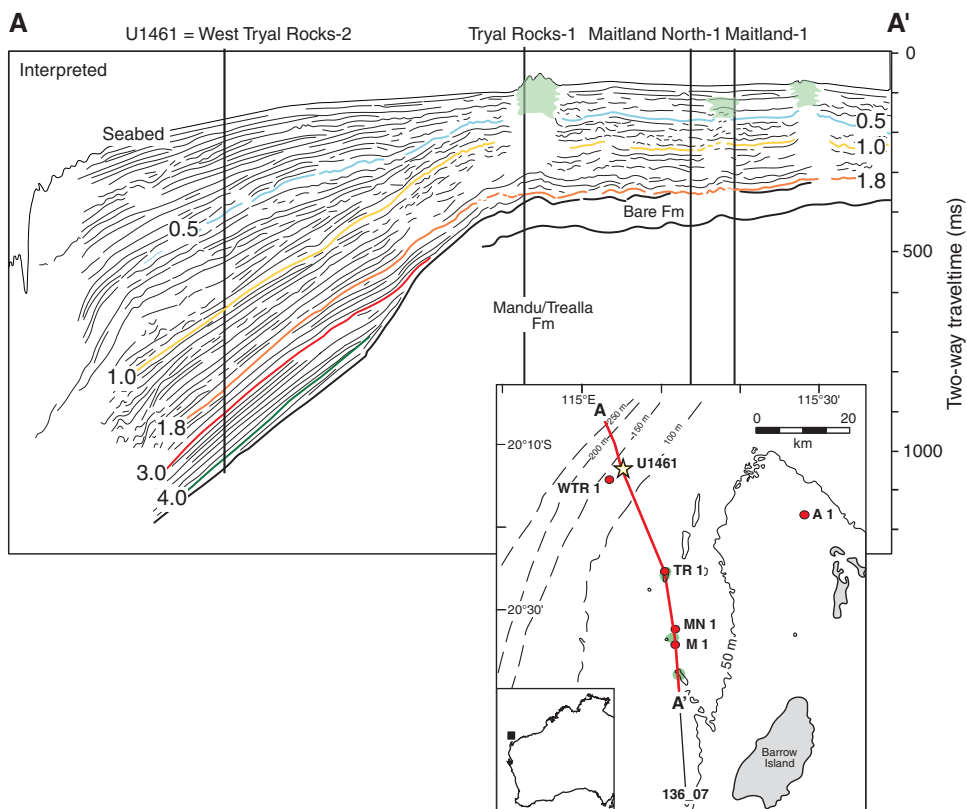 A
A'
U1461 = West Tryal Rocks-2
Tryal Rocks-1
Maitland North-1
Maitland-1
Interpreted
Seabed
0
500
1000
Two-way traveltime (ms)
0.5
1.0
1.8
0.5
1.0
1.8
3.0
4.0
Bare Fm
Mandu/Trealla
Fm
115°E
115°30'
20°10'S
20°30'
A
250 m
200 m
150 m
100 m
0
20
km
U1461
WTR 1
A 1
TR 1
MN 1
M 1
50 m
A'
Barrow
Island
136_07